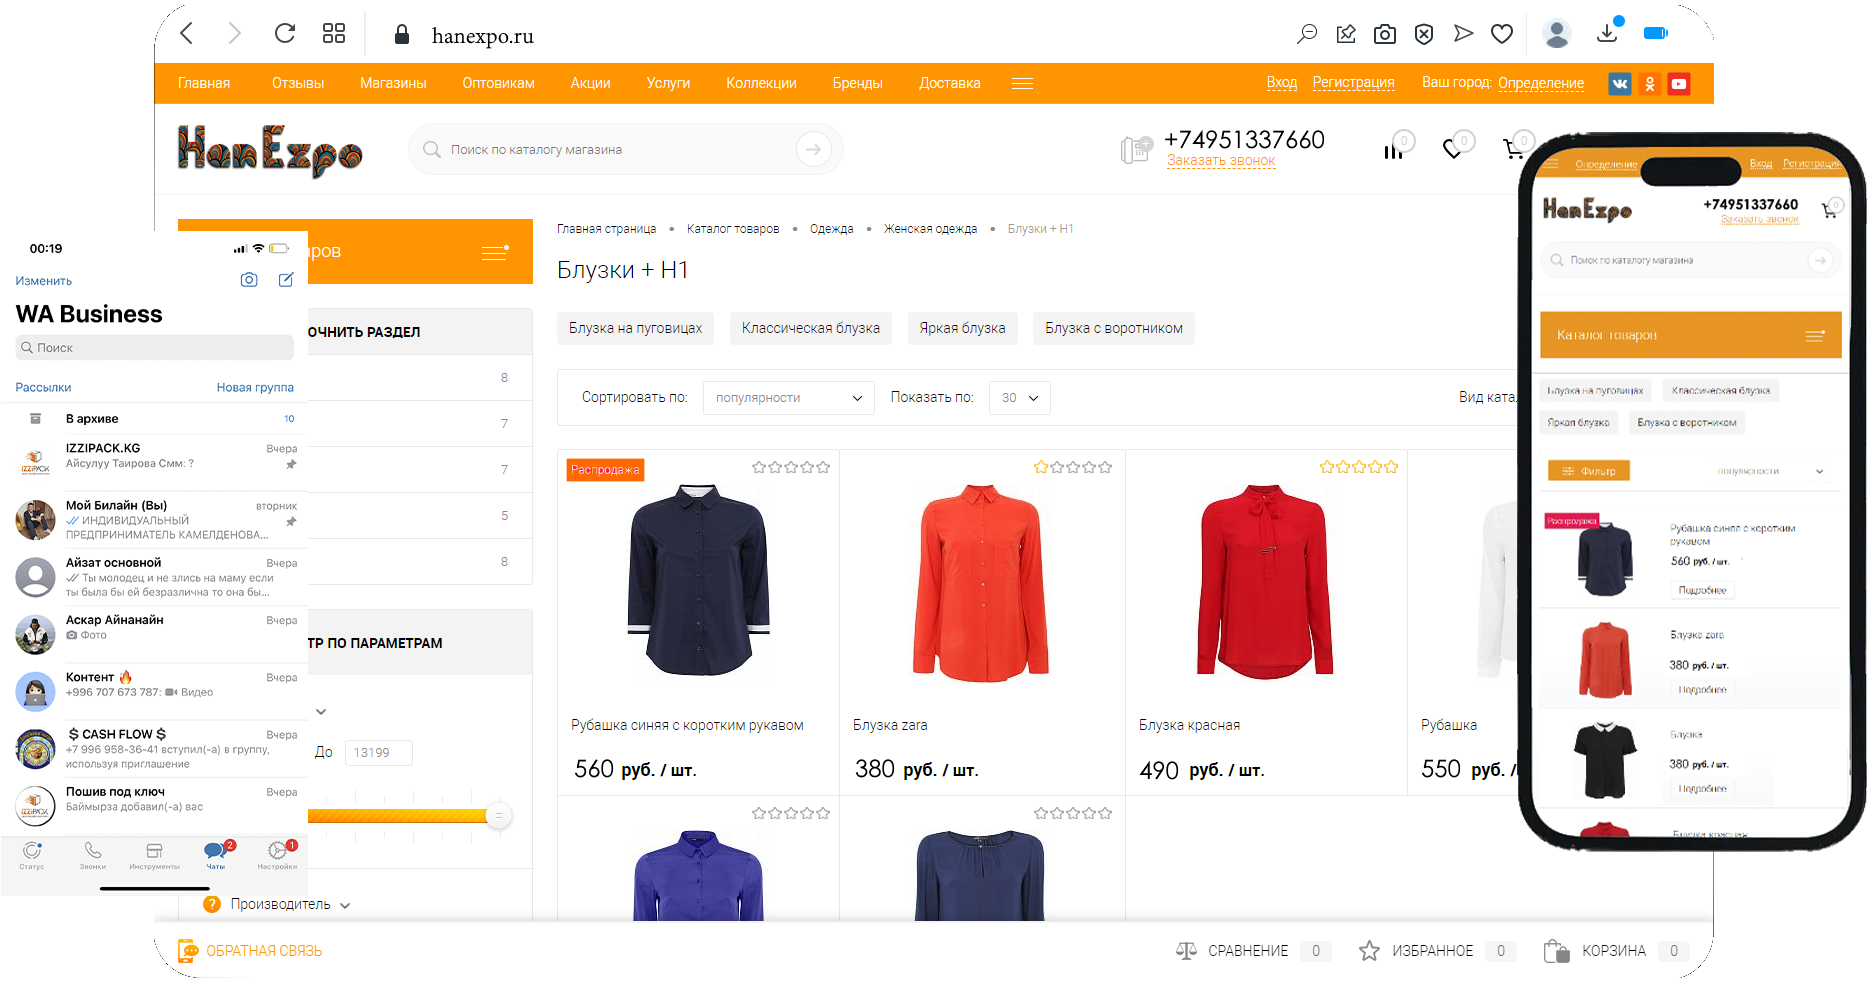 hanexpo.ru
Главная Отзывы Магазины Оптовикам Акции Услуги Коллекции Бренды Доставка
Вход Регистрация Ваш город: Определение
HanExpo
Поиск по каталогу магазина
+74951337660
Заказать звонок
0 0 0
Главная страница • Каталог товаров • Одежда • Женская одежда • Блузки + H1
Блузки + H1
Блузка на пуговицах Классическая блузка Яркая блузка Блузка с воротником
Сортировать по: популярности Показать по: 30
Вид ката
ров
ОЧНИТЬ РАЗДЕЛ
8
7
7
5
8
ТР ПО ПАРАМЕТРАМ
До 13199
Производитель
Распродажа
Рубашка синяя с коротким рукавом
560 руб. / шт.
Блузка zara
380 руб. / шт.
Блузка красная
490 руб. / шт.
Рубашка
550 руб. /
ОБРАТНАЯ СВЯЗЬ
СРАВНЕНИЕ 0 ИЗБРАННОЕ 0 КОРЗИНА 0
00:19
Изменить
WA Business
Поиск
Рассылки Новая группа
В архиве 10
IZZIPACK.KG Вчера
Айсулуу Таирова Смм: ?
IZZIPACK
Мой Билайн (Вы) вторник
ИНДИВИДУАЛЬНЫЙ
ПРЕДПРИНИМАТЕЛЬ КАМЕЛДЕНОВА...
Айзат основной Вчера
Ты молодец и не злись на маму если
ты была бы ей безразлична то она бы...
Аскар Айнанайн Вчера
Фото
Контент 🔥 Вчера
+996 707 673 787: Видео
$ CASH FLOW $ Вчера
+7 996 958-36-41 вступил(-а) в группу,
используя приглашение
Пошив под ключ Вчера
Баймырза добавил(-а) вас
IZZIPACK
2 1
Статус Звонки Инструменты Чаты Настройки
Определение Вход Регистрация
HanExpo
+74951337660
Заказать звонок
0
Поиск по каталогу магазина
Каталог товаров
Блузка на пуговицах Классическая блузка
Яркая блузка Блузка с воротником
Фильтр популярности
Распродажа
Рубашка синяя с коротким
рукавом
560 руб. / шт.
Подробнее
Блузка zara
380 руб. / шт.
Подробнее
Блузка
380 руб. / шт.
Подробнее
Блузка красная